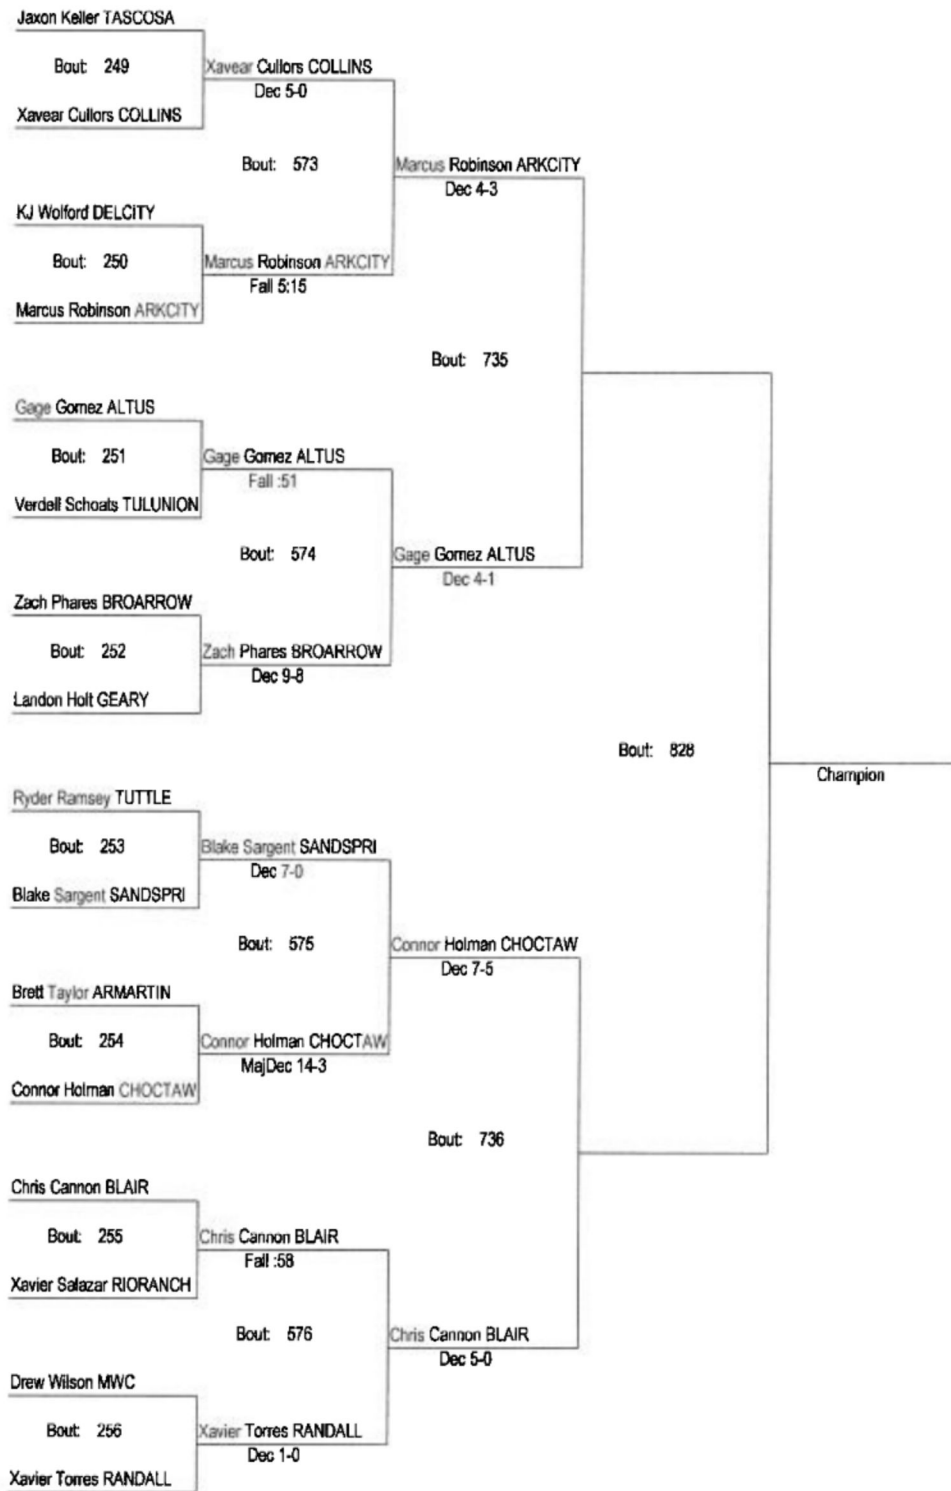 Jaxon Keller TASCOSA
Bout: 249
Xavear Cullors COLLINS
Xavear Cullors COLLINS
Dec 5-0
Bout: 573
Marcus Robinson ARKCITY
Dec 4-3
KJ Wolford DELCITY
Bout: 250
Marcus Robinson ARKCITY
Marcus Robinson ARKCITY
Fall 5:15
Bout: 735
Gage Gomez ALTUS
Bout: 251
Verdell Schoats TULUNION
Gage Gomez ALTUS
Fall :51
Bout: 574
Gage Gomez ALTUS
Dec 4-1
Zach Phares BROARROW
Bout: 252
Landon Holt GEARY
Zach Phares BROARROW
Dec 9-8
Bout: 828
Champion
Ryder Ramsey TUTTLE
Bout: 253
Blake Sargent SANDSPRI
Blake Sargent SANDSPRI
Dec 7-0
Bout: 575
Connor Holman CHOCTAW
Dec 7-5
Brett Taylor ARMARTIN
Bout: 254
Connor Holman CHOCTAW
Connor Holman CHOCTAW
MajDec 14-3
Bout: 736
Chris Cannon BLAIR
Bout: 255
Xavier Salazar RIORANCH
Chris Cannon BLAIR
Fall :58
Bout: 576
Chris Cannon BLAIR
Dec 5-0
Drew Wilson MWC
Bout: 256
Xavier Torres RANDALL
Xavier Torres RANDALL
Dec 1-0